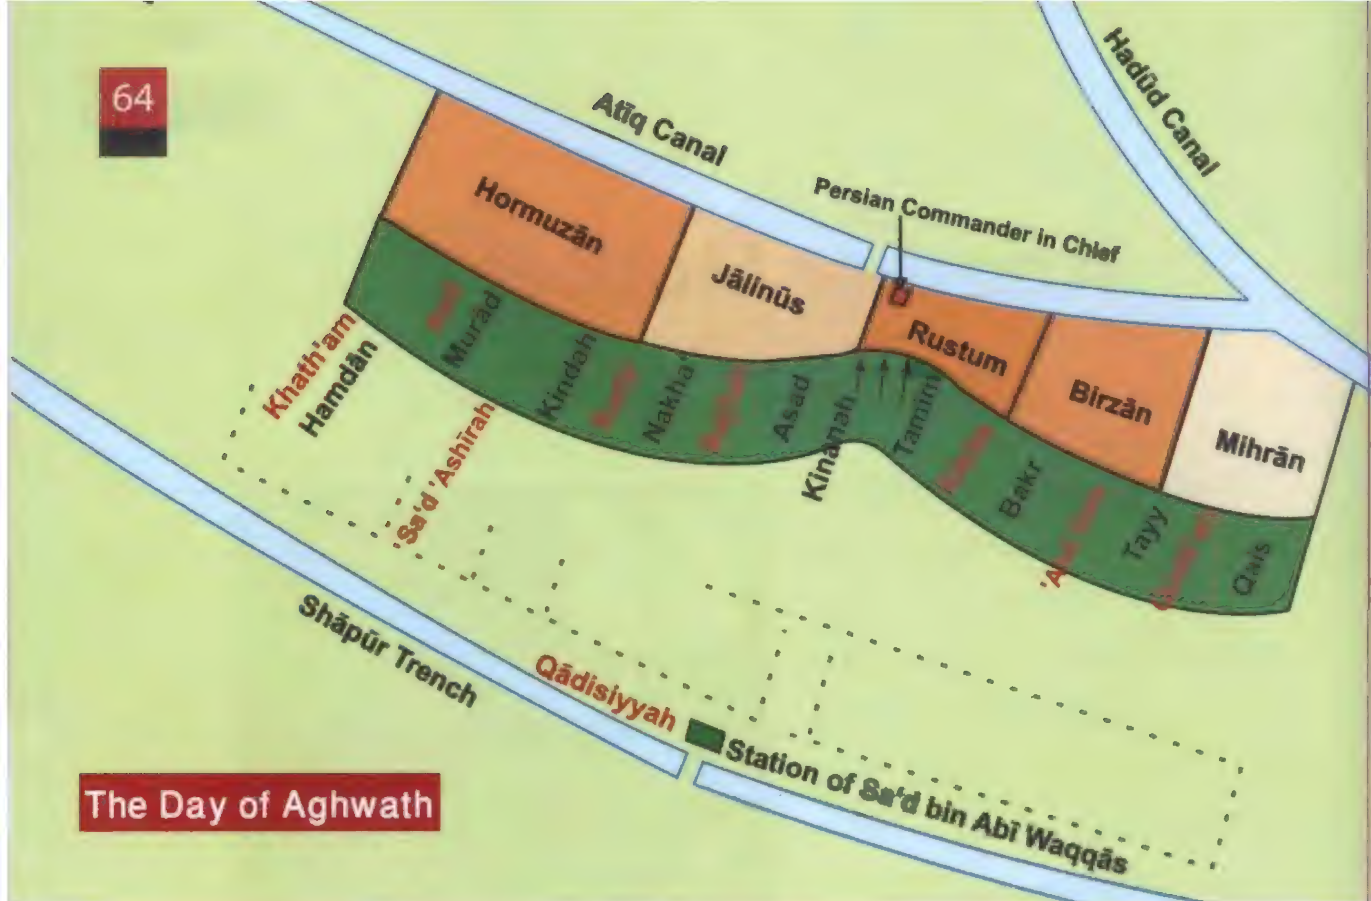 64
Atīq Canal
Hadūd Canal
Persian Commander in Chief
Hormuzān
Jālinūs
Rustum
Birzān
Mihrān
Khath'am
Hamdān
Murād
Sa'd 'Ashīrah
Kindah
Nakha'
Asad
Kinānah
Tamīm
Bakr
Tayy
Qais
Shāpūr Trench
Qādisiyyah
Station of Sa'd bin Abī Waqqās
The Day of Aghwath